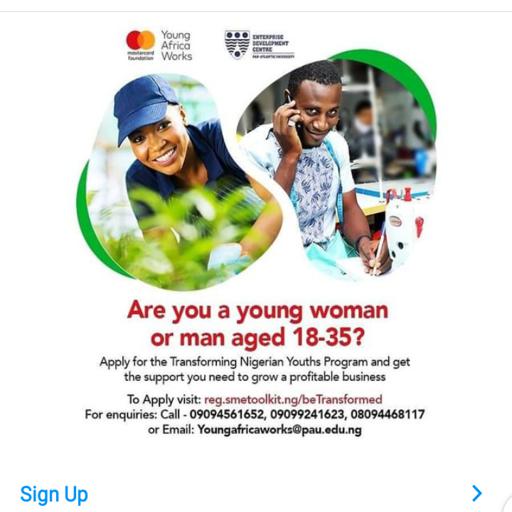 Young
Africa
Works
mastercard
foundation
ENTERPRISE
DEVELOPMENT
CENTRE
PAN-ATLANTIC UNIVERSITY
Are you a young woman
or man aged 18-35?
Apply for the Transforming Nigerian Youths Program and get
the support you need to grow a profitable business
To Apply visit: reg.smetoolkit.ng/beTransformed
For enquiries: Call - 09094561652, 09099241623, 08094468117
or Email: Youngafricaworks@pau.edu.ng
Sign Up